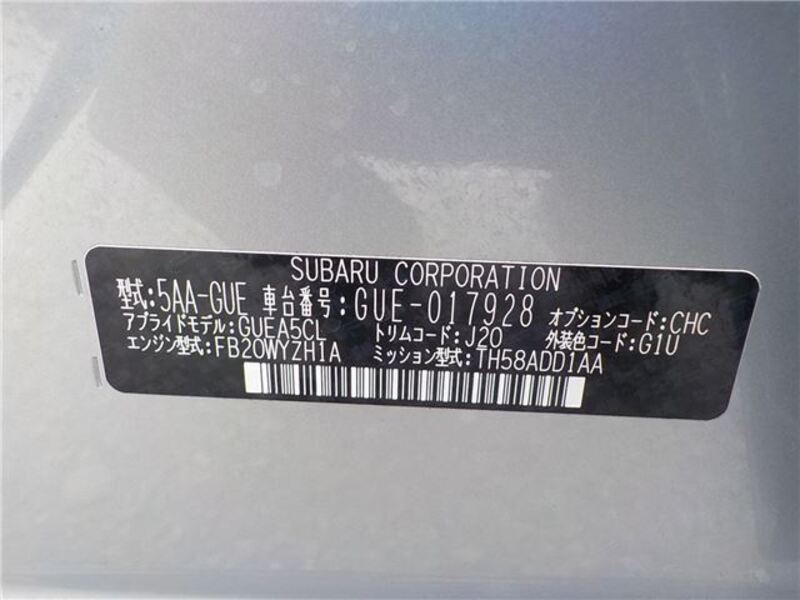 SUBARU CORPORATION
型式:5AA-GUE 車台番号:GUE-017928 オプションコード:CHC
アプライドモデル:GUEA5CL トリムコード:J20 外装色コード:G1U
エンジン型式:FB20WYZH1A ミッション型式:TH58ADD1AA